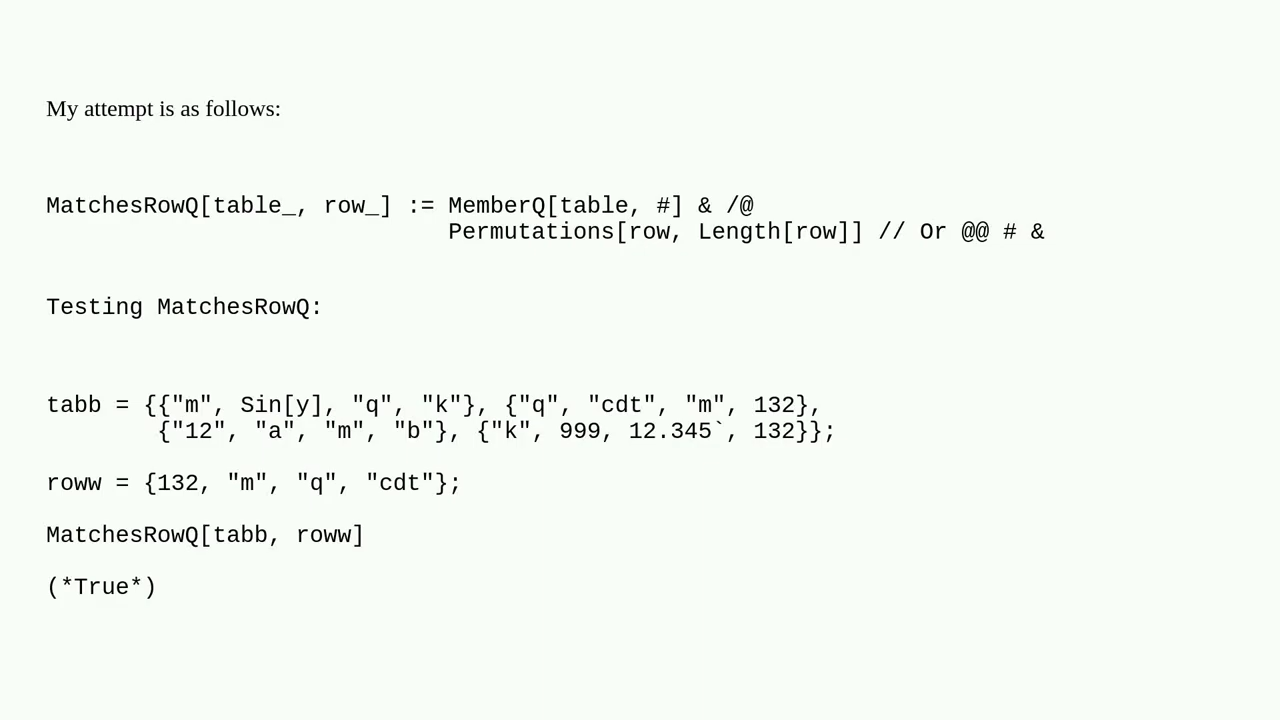 My attempt is as follows:
MatchesRowQ[table_, row_] := MemberQ[table, #] & /@
Permutations[row, Length[row]] // Or @@ # &
Testing MatchesRowQ:
tabb = {{"m", Sin[y], "q", "k"}, {"q", "cdt", "m", 132},
{"12", "a", "m", "b"}, {"k", 999, 12.345`, 132}};
roww = {132, "m", "q", "cdt"};
MatchesRowQ[tabb, roww]
(*True*)